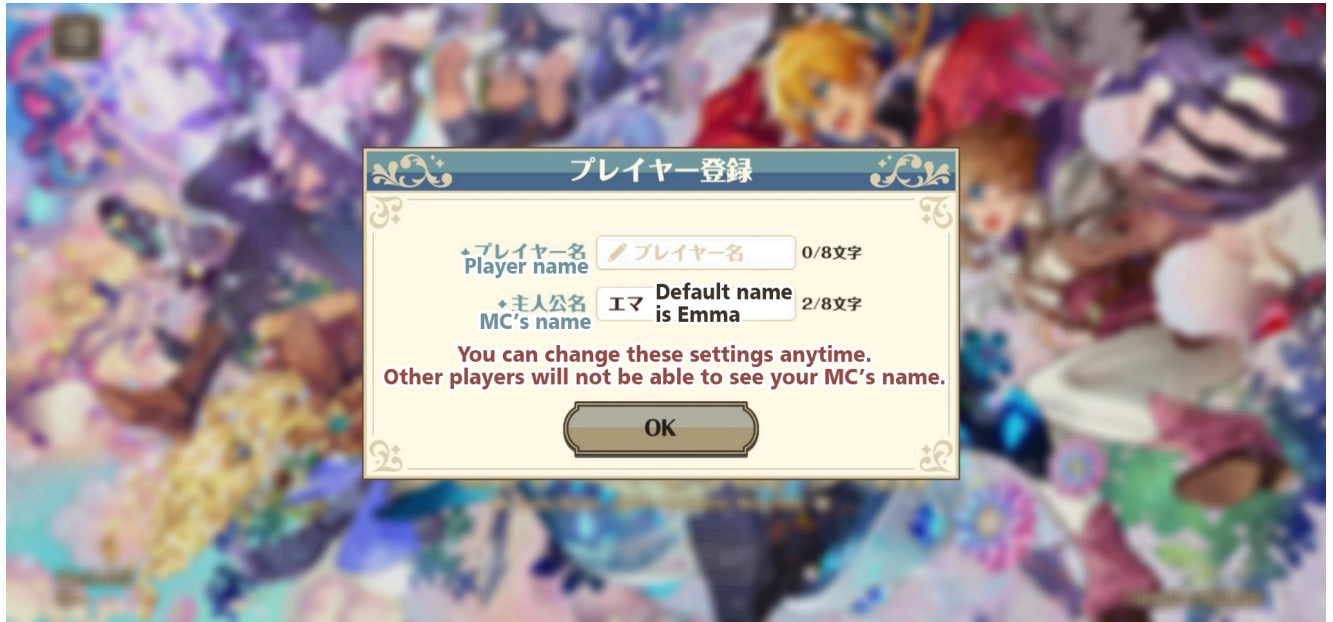 プレイヤー登録
プレイヤー名 プレイヤー名 0/8文字
Player name
主人公名 エマ Default name is Emma 2/8文字
MC's name
You can change these settings anytime.
Other players will not be able to see your MC's name.
OK